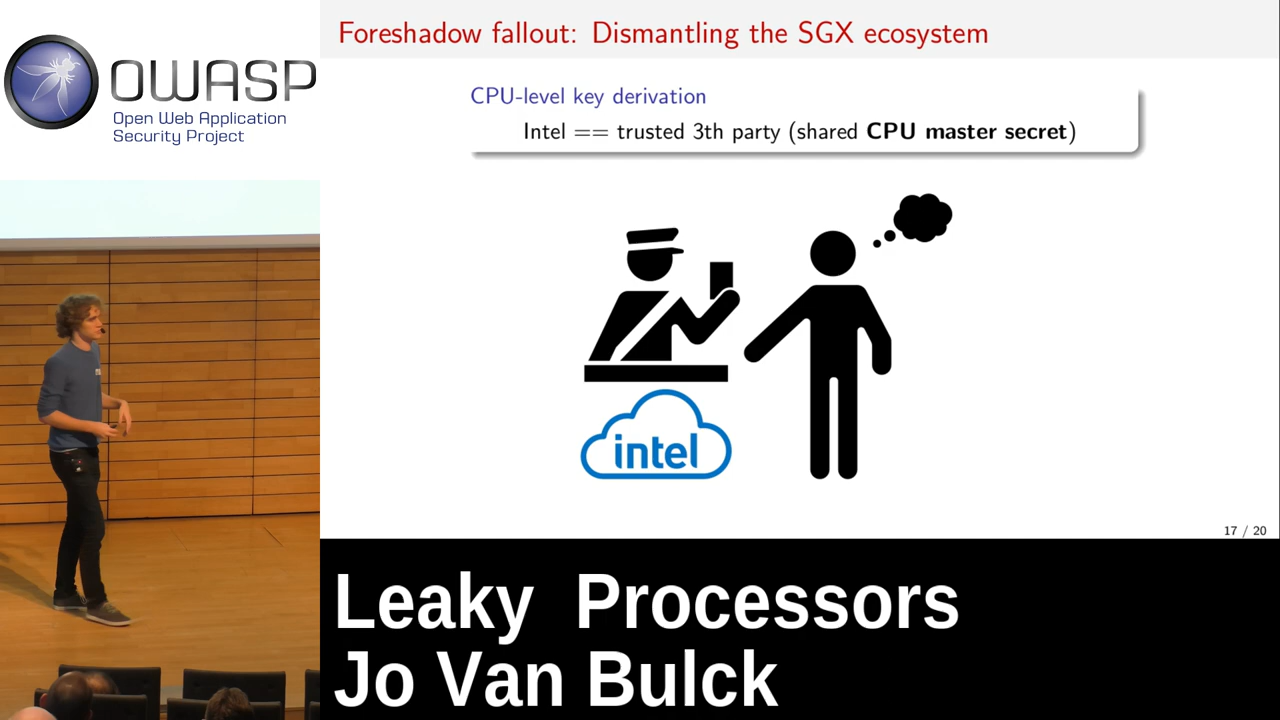 OWASP
Open Web Application
Security Project
Foreshadow fallout: Dismantling the SGX ecosystem
CPU-level key derivation
Intel == trusted 3th party (shared CPU master secret)
intel
17 / 20
Leaky Processors
Jo Van Bulck